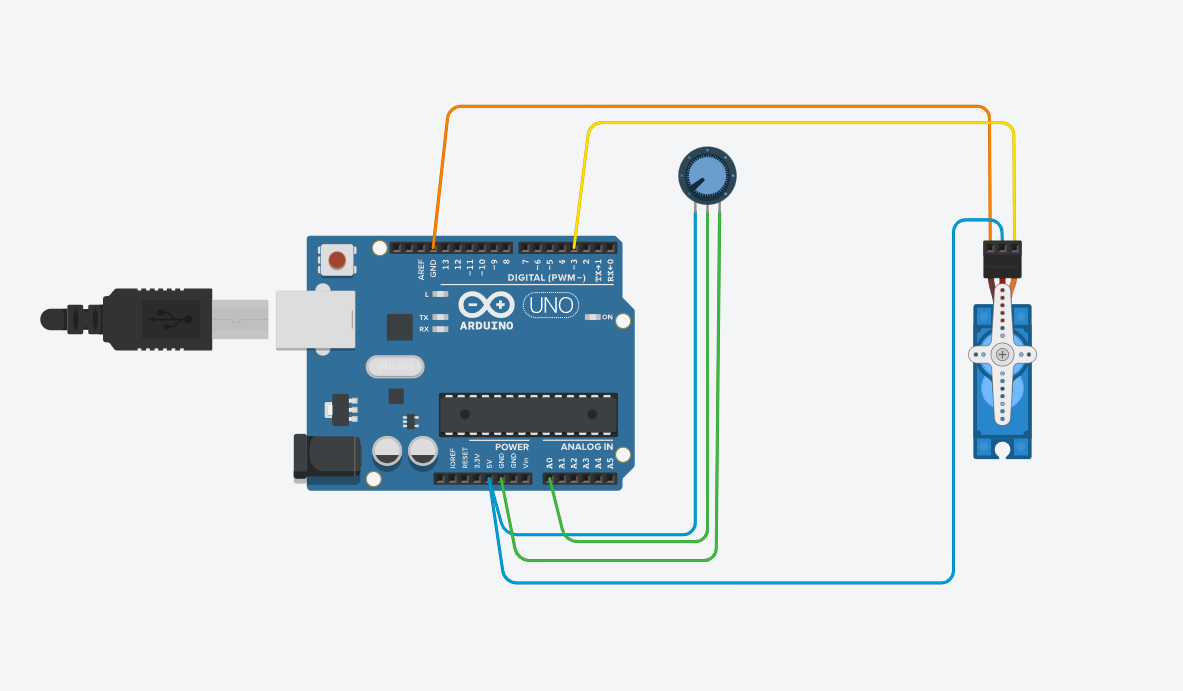 AREF
GND
13
12
~11
~10
~9
8
7
~6
~5
4
~3
2
TX→1
RX←0
DIGITAL (PWM~)
L
TX
RX
ARDUINO
UNO
ON
POWER
ANALOG IN
IOREF
RESET
3.3V
5V
GND
GND
Vin
A0
A1
A2
A3
A4
A5